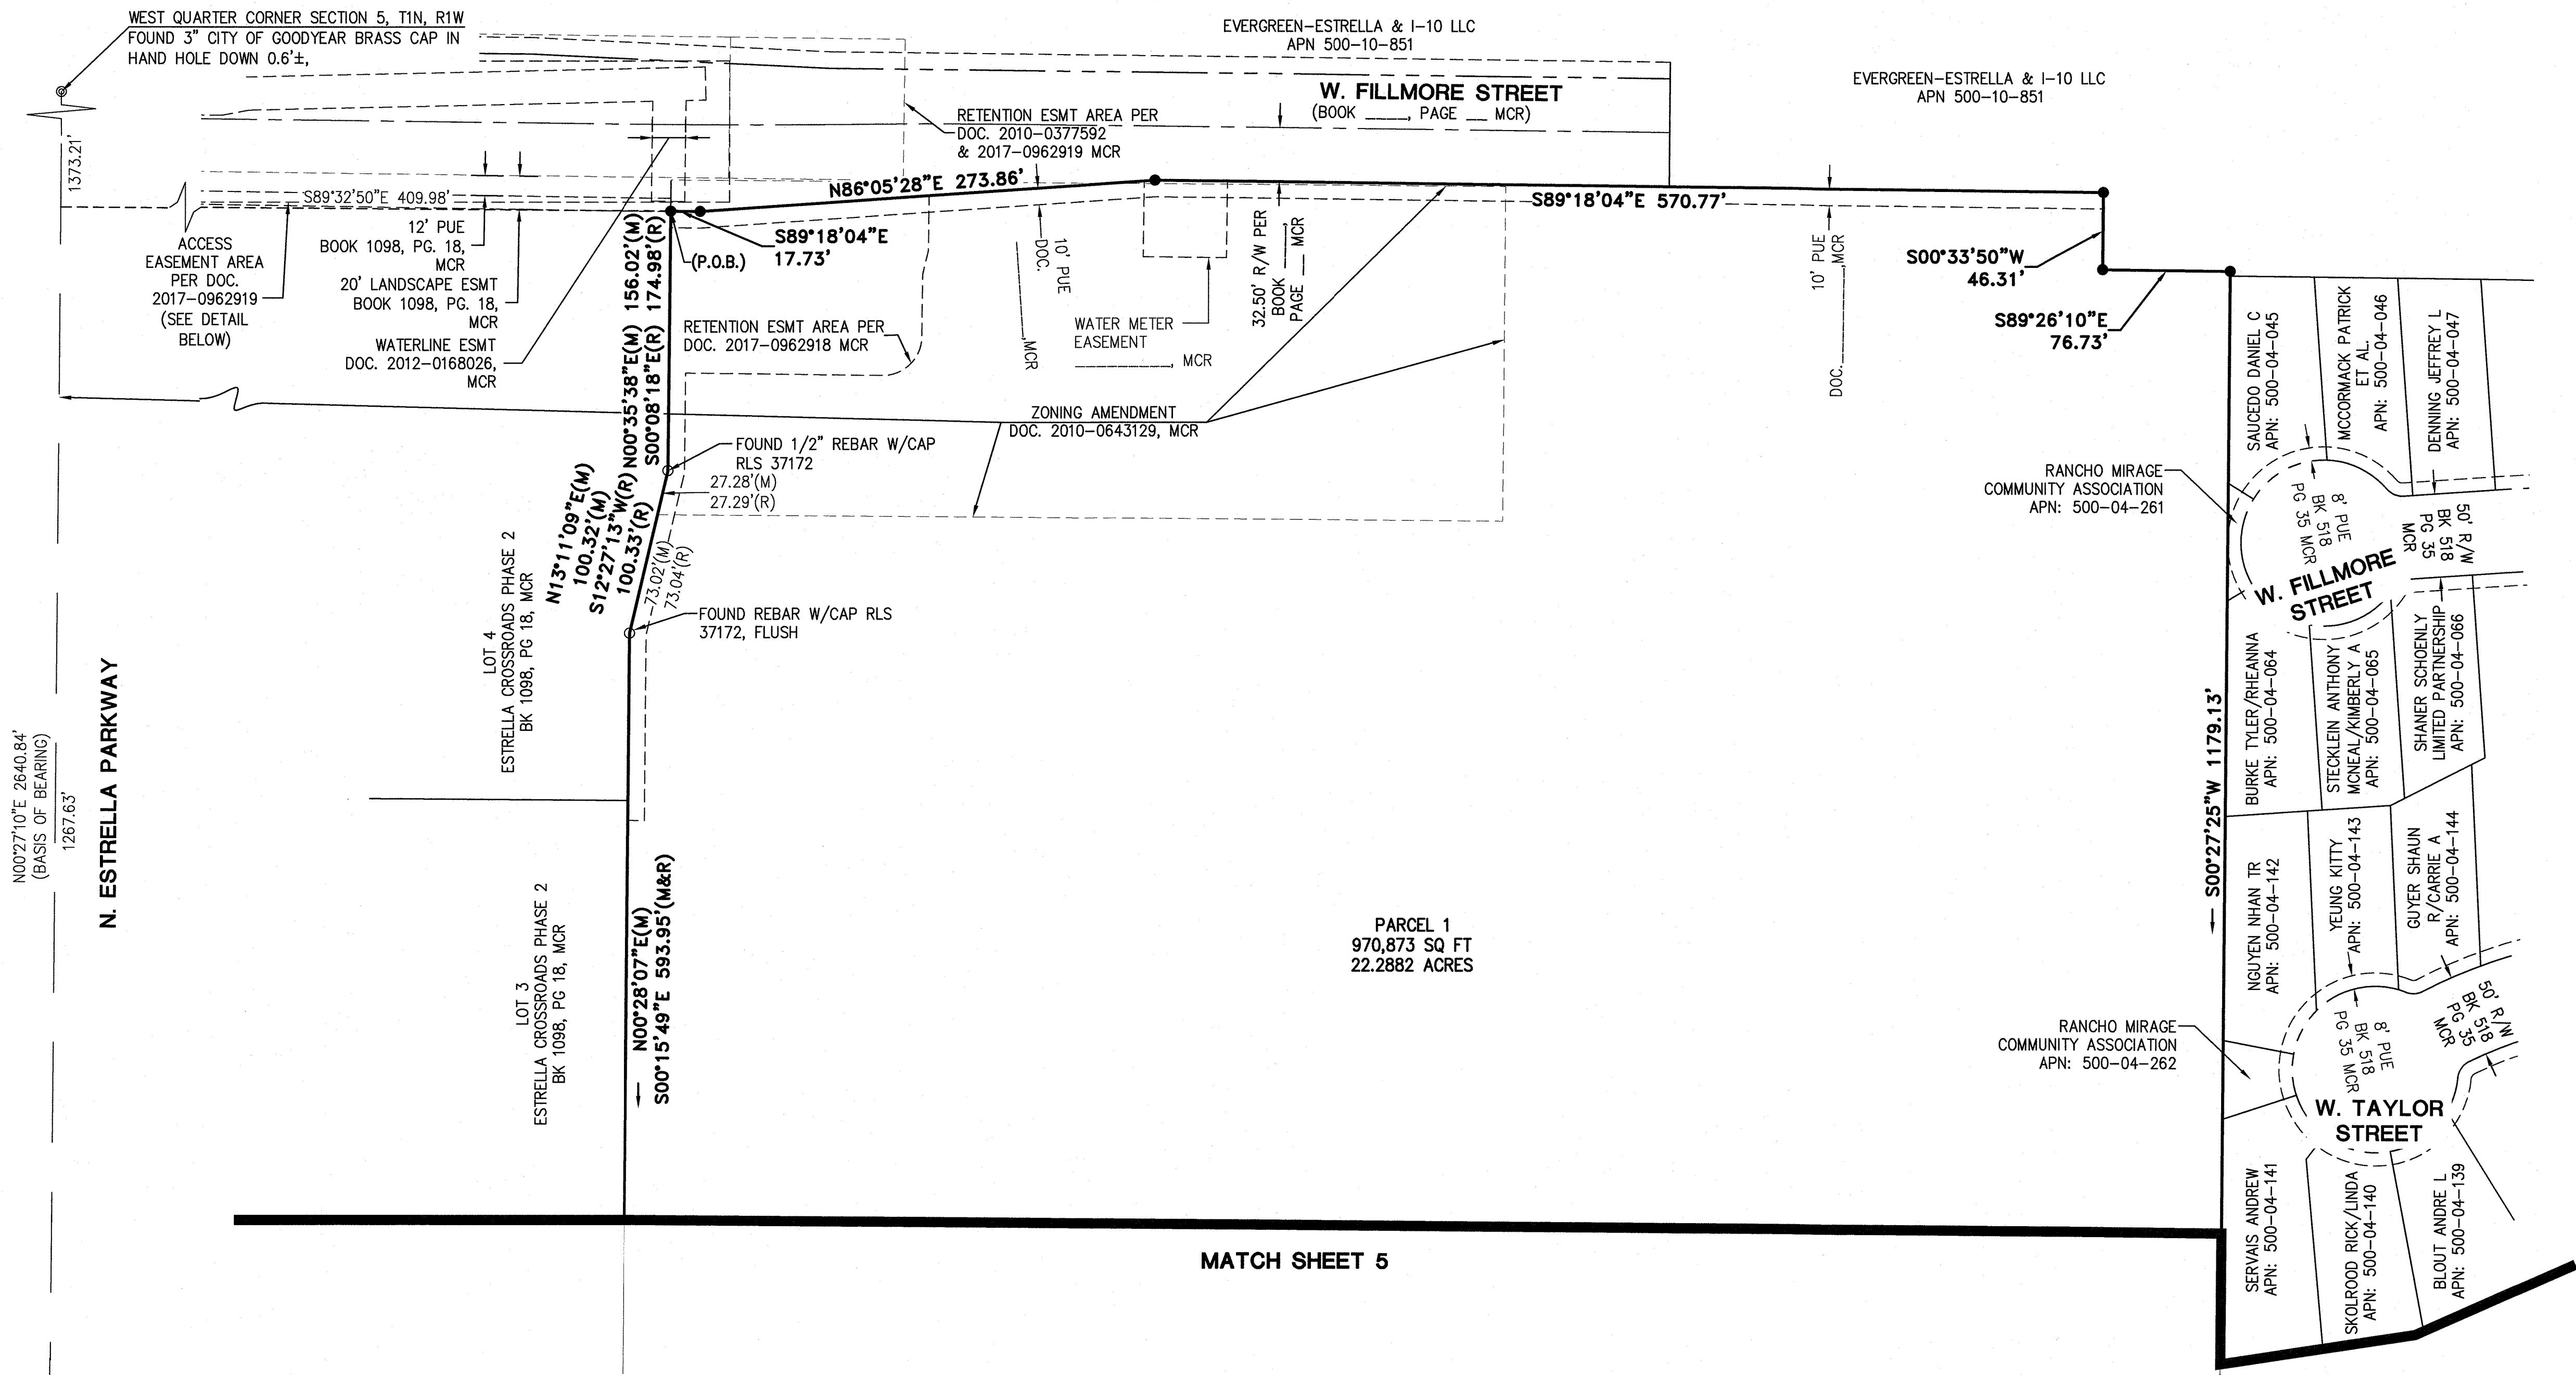 WEST QUARTER CORNER SECTION 5, T1N, R1W
FOUND 3" CITY OF GOODYEAR BRASS CAP IN
HAND HOLE DOWN 0.6'±,
EVERGREEN-ESTRELLA & I-10 LLC
APN 500-10-851
EVERGREEN-ESTRELLA & I-10 LLC
APN 500-10-851
W. FILLMORE STREET
(BOOK ____, PAGE __ MCR)
RETENTION ESMT AREA PER
DOC. 2010-0377592
& 2017-0962919 MCR
1373.21'
S89°32'50"E 409.98'
N86°05'28"E 273.86'
S89°18'04"E 570.77'
ACCESS
EASEMENT AREA
PER DOC.
2017-0962919
(SEE DETAIL
BELOW)
12' PUE
BOOK 1098, PG. 18,
MCR
20' LANDSCAPE ESMT
BOOK 1098, PG. 18,
MCR
WATERLINE ESMT
DOC. 2012-0168026,
MCR
S89°18'04"E
17.73'
(P.O.B.)
N00°35'38"E(M) 156.02'(M)
S00°08'18"E(R) 174.98'(R)
RETENTION ESMT AREA PER
DOC. 2017-0962918 MCR
10' PUE
DOC. __________, MCR
WATER METER
EASEMENT
__________, MCR
32.50' R/W PER
BOOK ____,
PAGE __ MCR
10' PUE
DOC.__________,MCR
S00°33'50"W
46.31'
S89°26'10"E
76.73'
ZONING AMENDMENT
DOC. 2010-0643129, MCR
FOUND 1/2" REBAR W/CAP
RLS 37172
27.28'(M)
27.29'(R)
N13°11'09"E(M)
100.32'(M)
S12°27'13"W(R)
100.33'(R)
73.02'(M)
73.04'(R)
FOUND REBAR W/CAP RLS
37172, FLUSH
LOT 4
ESTRELLA CROSSROADS PHASE 2
BK 1098, PG 18, MCR
LOT 3
ESTRELLA CROSSROADS PHASE 2
BK 1098, PG 18, MCR
N00°27'10"E 2640.84'
(BASIS OF BEARING)
1267.63'
N. ESTRELLA PARKWAY
N00°28'07"E(M)
S00°15'49"E 593.95'(M&R)
PARCEL 1
970,873 SQ FT
22.2882 ACRES
S00°27'25"W 1179.13'
SAUCEDO DANIEL C
APN: 500-04-045
MCCORMACK PATRICK
ET AL.
APN: 500-04-046
DENNING JEFFREY L
APN: 500-04-047
RANCHO MIRAGE
COMMUNITY ASSOCIATION
APN: 500-04-261
8' PUE
BK 518
PG 35 MCR
50' R/W
BK 518
PG 35
MCR
W. FILLMORE
STREET
BURKE TYLER/RHEANNA
APN: 500-04-064
STECKLEIN ANTHONY
MCNEAL/KIMBERLY A
APN: 500-04-065
SHANER SCHOENLY
LIMITED PARTNERSHIP
APN: 500-04-066
NGUYEN NHAN TR
APN: 500-04-142
YEUNG KITTY
APN: 500-04-143
GUYER SHAUN
R/CARRIE A
APN: 500-04-144
RANCHO MIRAGE
COMMUNITY ASSOCIATION
APN: 500-04-262
8' PUE
BK 518
PG 35 MCR
50' R/W
BK 518
PG 35
MCR
W. TAYLOR
STREET
SERVAIS ANDREW
APN: 500-04-141
SKOLROOD RICK/LINDA
APN: 500-04-140
BLOUT ANDRE L
APN: 500-04-139
MATCH SHEET 5